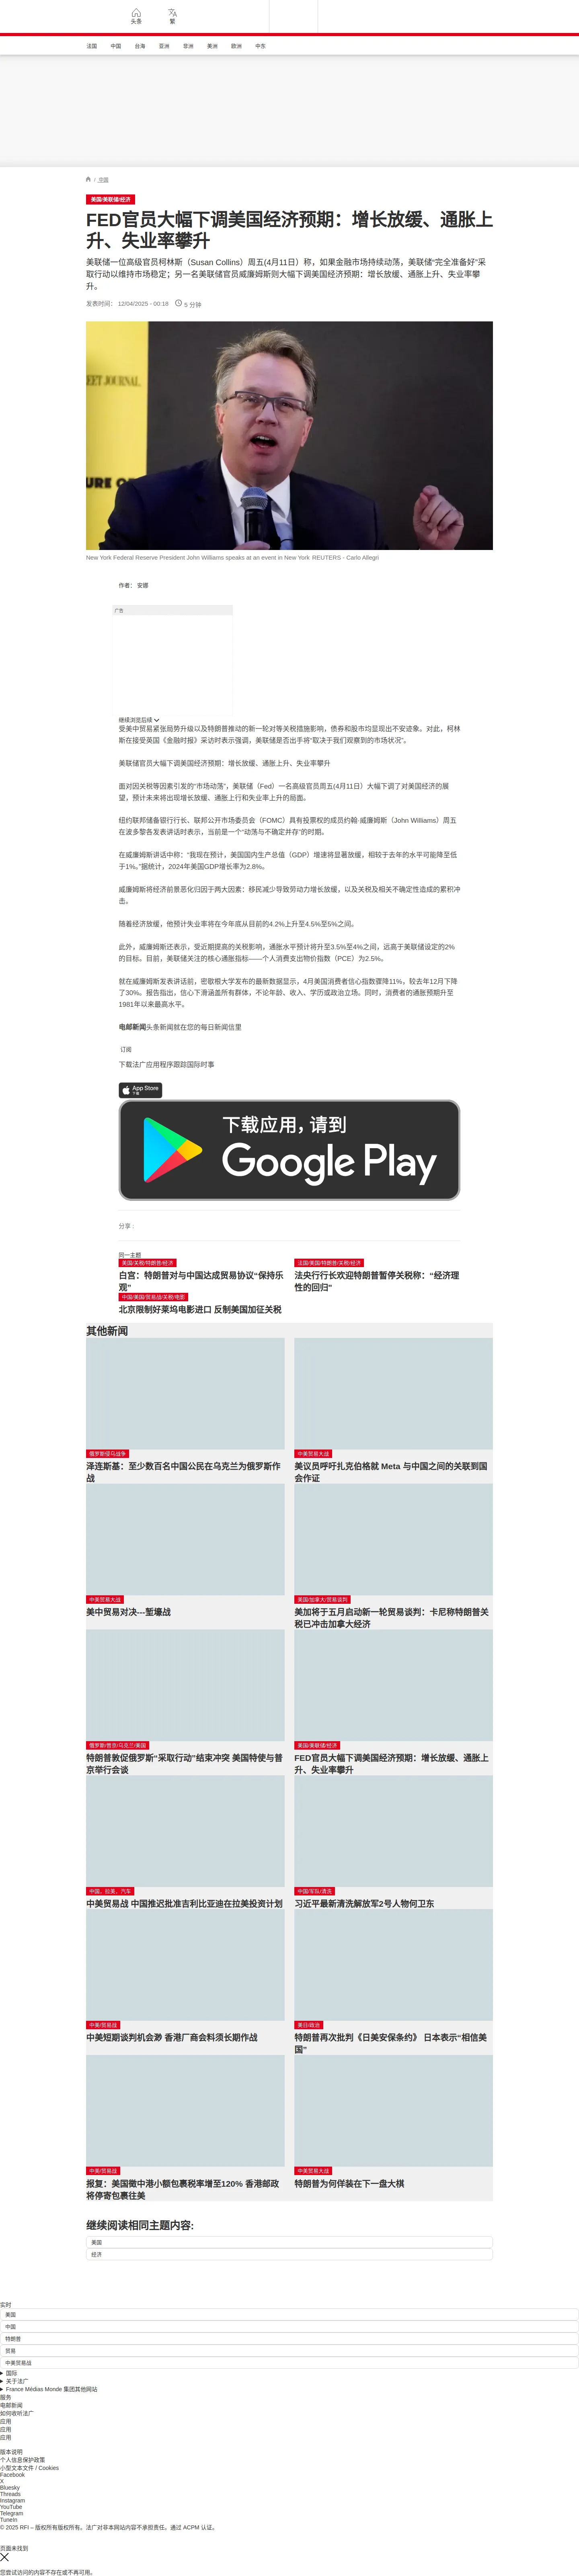 头条
繁
法国
中国
台海
亚洲
非洲
美洲
欧洲
中东
/ 中国
美国/美联储/经济
FED官员大幅下调美国经济预期：增长放缓、通胀上
升、失业率攀升
美联储一位高级官员柯林斯（Susan Collins）周五(4月11日）称，如果金融市场持续动荡，美联储“完全准备好”采
取行动以维持市场稳定；另一名美联储官员威廉姆斯则大幅下调美国经济预期：增长放缓、通胀上升、失业率攀
升。
发表时间： 12/04/2025 - 00:18
5 分钟
EET JOURNAL
URE OF
New York Federal Reserve President John Williams speaks at an event in New York REUTERS - Carlo Allegri
作者： 安娜
广告
继续浏览后续
受美中贸易紧张局势升级以及特朗普推动的新一轮对等关税措施影响，债券和股市均显现出不安迹象。对此，柯林
斯在接受英国《金融时报》采访时表示强调，美联储是否出手将“取决于我们观察到的市场状况”。
美联储官员大幅下调美国经济预期：增长放缓、通胀上升、失业率攀升
面对因关税等因素引发的“市场动荡”，美联储（Fed）一名高级官员周五(4月11日）大幅下调了对美国经济的展
望，预计未来将出现增长放缓、通胀上行和失业率上升的局面。
纽约联邦储备银行行长、联邦公开市场委员会（FOMC）具有投票权的成员约翰·威廉姆斯（John Williams）周五
在波多黎各发表讲话时表示，当前是一个“动荡与不确定并存”的时期。
在威廉姆斯讲话中称：“我现在预计，美国国内生产总值（GDP）增速将显著放缓，相较于去年的水平可能降至低
于1%。”据统计，2024年美国GDP增长率为2.8%。
威廉姆斯将经济前景恶化归因于两大因素：移民减少导致劳动力增长放缓，以及关税及相关不确定性造成的累积冲
击。
随着经济放缓，他预计失业率将在今年底从目前的4.2%上升至4.5%至5%之间。
此外，威廉姆斯还表示，受近期提高的关税影响，通胀水平预计将升至3.5%至4%之间，远高于美联储设定的2%
的目标。目前，美联储关注的核心通胀指标——个人消费支出物价指数（PCE）为2.5%。
就在威廉姆斯发表讲话前，密歇根大学发布的最新数据显示，4月美国消费者信心指数骤降11%，较去年12月下降
了30%。报告指出，信心下滑涵盖所有群体，不论年龄、收入、学历或政治立场。同时，消费者的通胀预期升至
1981年以来最高水平。
电邮新闻头条新闻就在您的每日新闻信里
订阅
下载法广应用程序跟踪国际时事
App Store
下载
下载应用，请到
Google Play
分享 :
同一主题
美国/关税/特朗普/经济
白宫：特朗普对与中国达成贸易协议“保持乐
观”
法国/美国/特朗普/关税/经济
法央行行长欢迎特朗普暂停关税称：“经济理
性的回归”
中国/美国/贸易战/关税/电影
北京限制好莱坞电影进口 反制美国加征关税
其他新闻
俄罗斯侵乌战争
泽连斯基：至少数百名中国公民在乌克兰为俄罗斯作
战
中美贸易大战
美议员呼吁扎克伯格就 Meta 与中国之间的关联到国
会作证
中美贸易大战
美中贸易对决---堑壕战
美国/加拿大/贸易谈判
美加将于五月启动新一轮贸易谈判：卡尼称特朗普关
税已冲击加拿大经济
俄罗斯/普京/乌克兰/美国
特朗普敦促俄罗斯“采取行动”结束冲突 美国特使与普
京举行会谈
美国/美联储/经济
FED官员大幅下调美国经济预期：增长放缓、通胀上
升、失业率攀升
中国、拉美、汽车
中美贸易战 中国推迟批准吉利比亚迪在拉美投资计划
中国/军队/清洗
习近平最新清洗解放军2号人物何卫东
中美/贸易战
中美短期谈判机会渺 香港厂商会料须长期作战
美日/政治
特朗普再次批判《日美安保条约》 日本表示“相信美
国”
中美/贸易战
报复：美国徵中港小额包裹税率增至120% 香港邮政
将停寄包裹往美
中美贸易大战
特朗普为何佯装在下一盘大棋
继续阅读相同主题内容:
美国
经济
实时
美国
中国
特朗普
贸易
中美贸易战
国际
关于法广
France Médias Monde 集团其他网站
服务
电邮新闻
如何收听法广
应用
应用
应用
版本说明
个人信息保护政策
小型文本文件 / Cookies
Facebook
X
Bluesky
Threads
Instagram
YouTube
Telegram
TuneIn
© 2025 RFI – 版权所有版权所有。法广对非本网站内容不承担责任。通过 ACPM 认证。
页面未找到
您尝试访问的内容不存在或不再可用。